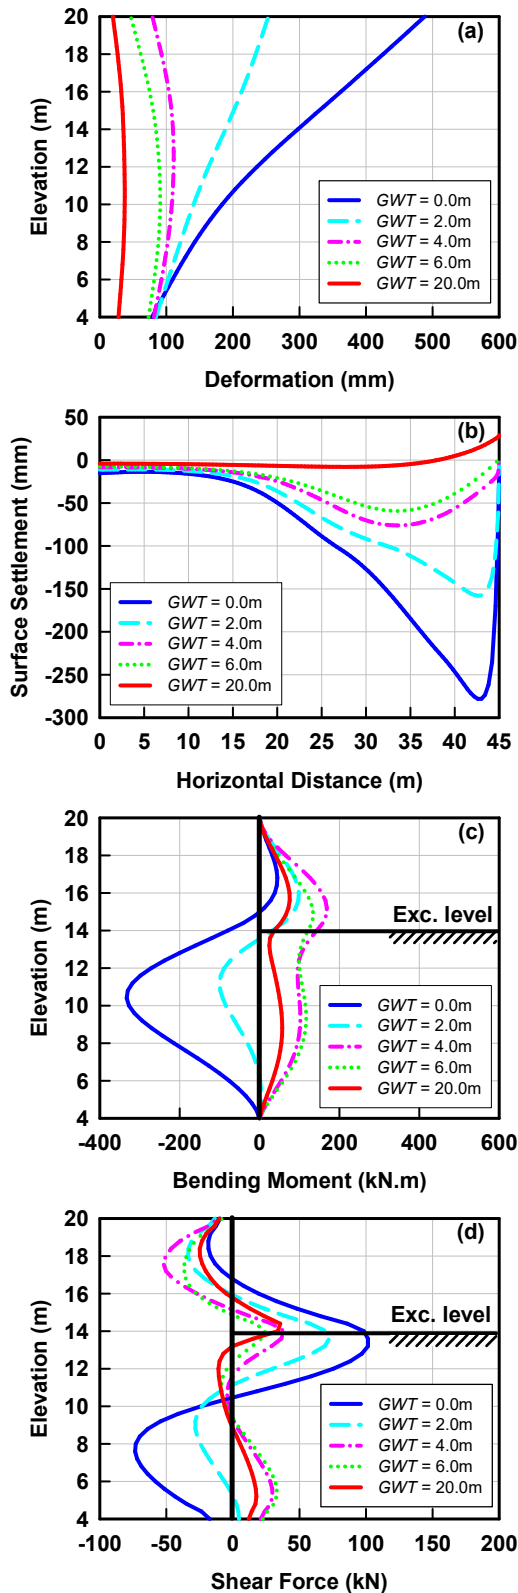 (a)
20
18
16
14
12
10
8
6
4
Elevation (m)
GWT = 0.0m
GWT = 2.0m
GWT = 4.0m
GWT = 6.0m
GWT = 20.0m
0 100 200 300 400 500 600
Deformation (mm)
(b)
50
0
-50
-100
-150
-200
-250
-300
Surface Settlement (mm)
GWT = 0.0m
GWT = 2.0m
GWT = 4.0m
GWT = 6.0m
GWT = 20.0m
0 5 15 20 25 30 35 40 45
Horizontal Distance (m)
(c)
20
18
16
14
12
10
8
6
4
Elevation (m)
Exc. level
GWT = 0.0m
GWT = 2.0m
GWT = 4.0m
GWT = 6.0m
GWT = 20.0m
-400 -200 0 200 400 600
Bending Moment (kN.m)
(d)
20
18
16
14
12
10
8
6
4
Elevation (m)
Exc. level
GWT = 0.0m
GWT = 2.0m
GWT = 4.0m
GWT = 6.0m
GWT = 20.0m
-100 -50 0 50 100 150 200
Shear Force (kN)